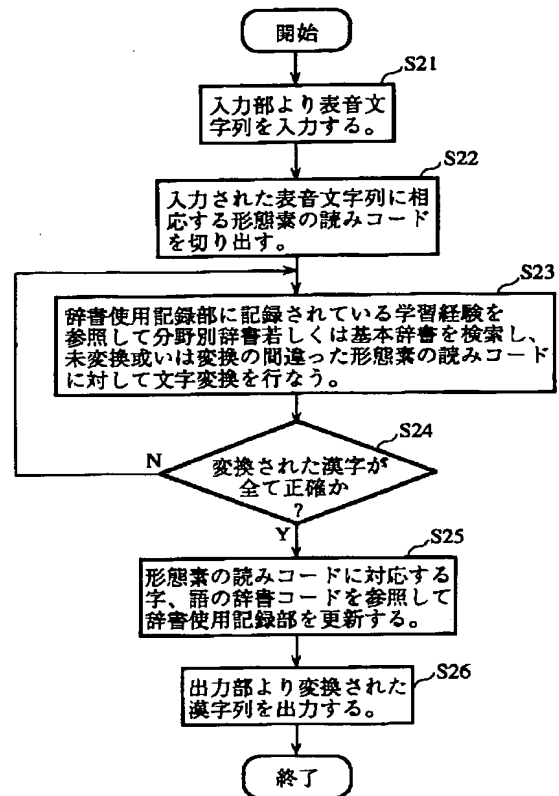 開始
S21
入力部より表音文
字列を入力する。
S22
入力された表音文字列に相
応する形態素の読みコード
を切り出す。
S23
辞書使用記録部に記録されている学習経験を
参照して分野別辞書若しくは基本辞書を検索し、
未変換或いは変換の間違った形態素の読みコード
に対して文字変換を行なう。
S24
N
変換された漢字が
全て正確か
?
Y
S25
形態素の読みコードに対応する
字、語の辞書コードを参照して
辞書使用記録部を更新する。
S26
出力部より変換された
漢字列を出力する。
終了